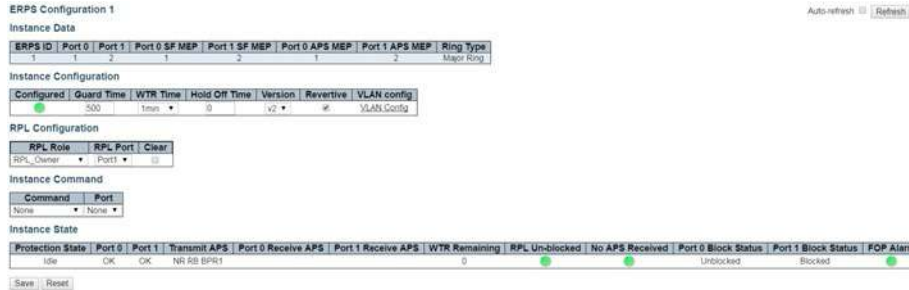 ERPS Configuration 1
Auto-refresh Refresh
Instance Data
ERPS ID Port 0 Port 1 Port 0 SF MEP Port 1 SF MEP Port 0 APS MEP Port 1 APS MEP Ring Type
1 1 2 1 2 1 2 Major Ring
Instance Configuration
Configured Guard Time WTR Time Hold Off Time Version Revertive VLAN config
500 1min 0 v2 VLAN Config
RPL Configuration
RPL Role RPL Port Clear
RPL_Owner Port1
Instance Command
Command Port
None None
Instance State
Protection State Port 0 Port 1 Transmit APS Port 0 Receive APS Port 1 Receive APS WTR Remaining RPL Un-blocked No APS Received Port 0 Block Status Port 1 Block Status FOP Alarm
Idle OK OK NR RB BPR1 0 Unblocked Blocked
Save Reset